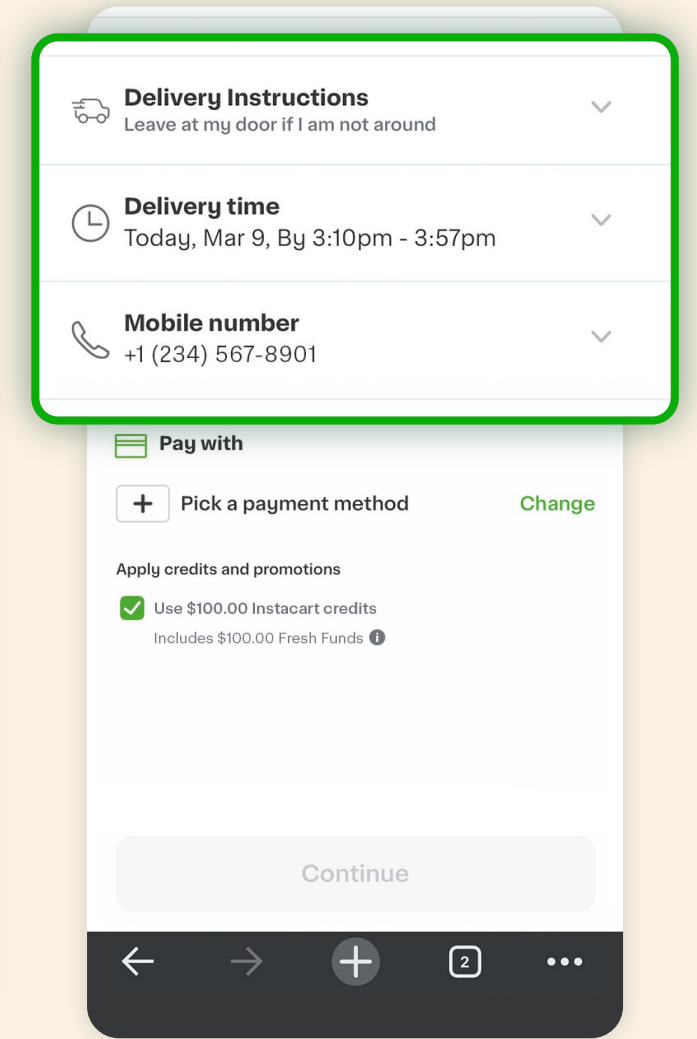 Delivery Instructions
Leave at my door if I am not around
Delivery time
Today, Mar 9, By 3:10pm - 3:57pm
Mobile number
+1 (234) 567-8901
Pay with
Pick a payment method
Change
Apply credits and promotions
Use $100.00 Instacart credits
Includes $100.00 Fresh Funds
Continue
2